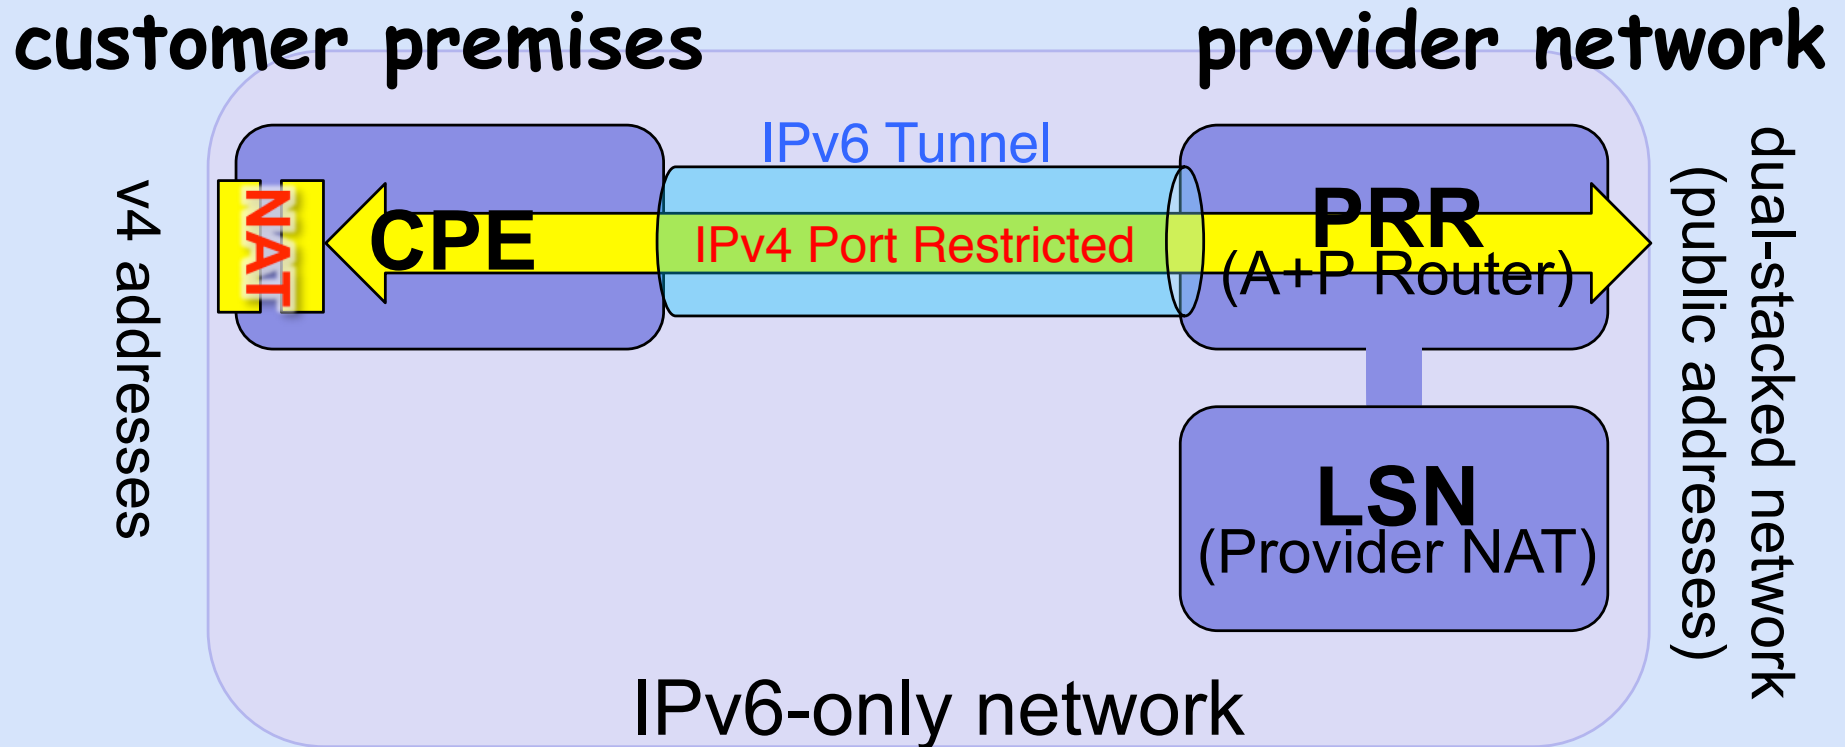 customer premises
provider network
IPv6 Tunnel
v4 addresses
NAT
CPE
IPv4 Port Restricted
PRR
(A+P Router)
dual-stacked network
(public addresses)
LSN
(Provider NAT)
IPv6-only network